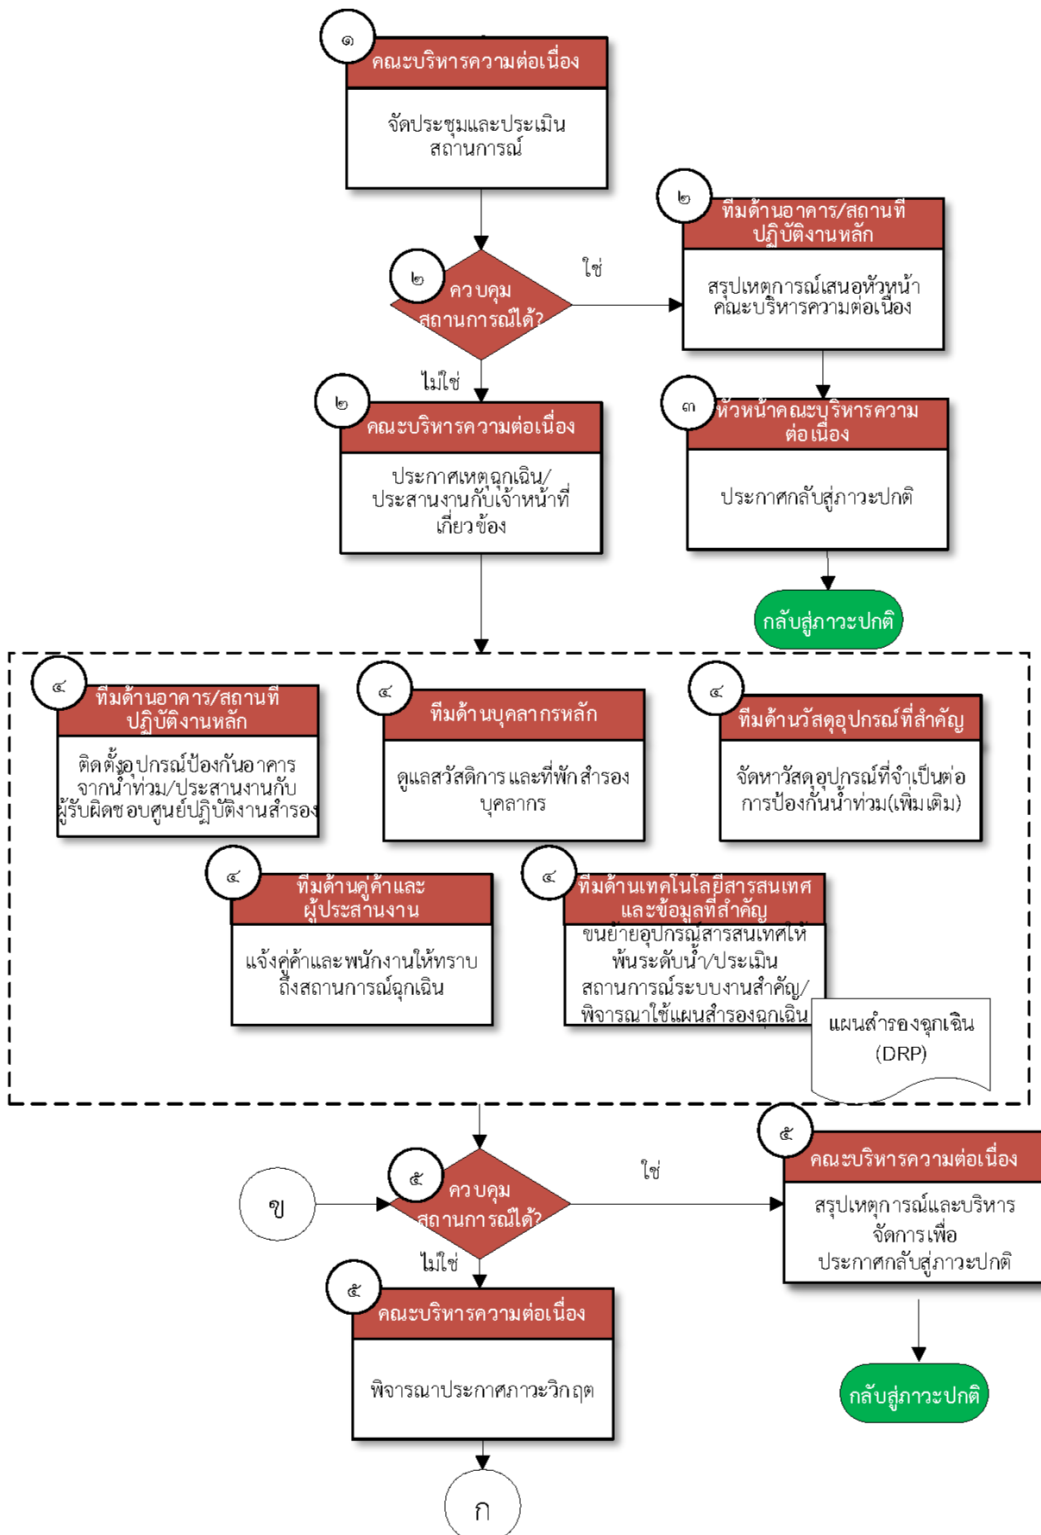 ๑
คณะบริหารความต่อเนื่อง
จัดประชุมและประเมิน
สถานการณ์
๒
ควบคุม
สถานการณ์ได้?
ใช่
๒
ทีมด้านอาคาร/สถานที่
ปฏิบัติงานหลัก
สรุปเหตุการณ์เสนอหัวหน้า
คณะบริหารความต่อเนื่อง
ไม่ใช่
๒
คณะบริหารความต่อเนื่อง
ประกาศเหตุฉุกเฉิน/
ประสานงานกับเจ้าหน้าที่
เกี่ยวข้อง
๓
หัวหน้าคณะบริหารความ
ต่อเนื่อง
ประกาศกลับสู่ภาวะปกติ
กลับสู่ภาวะปกติ
๔
ทีมด้านอาคาร/สถานที่
ปฏิบัติงานหลัก
ติดตั้งอุปกรณ์ป้องกันอาคาร
จากน้ำท่วม/ประสานงานกับ
ผู้รับผิดชอบศูนย์ปฏิบัติงานสำรอง
๔
ทีมด้านบุคลากรหลัก
ดูแลสวัสดิการ และที่พักสำรอง
บุคลากร
๔
ทีมด้านวัสดุอุปกรณ์ที่สำคัญ
จัดหาวัสดุอุปกรณ์ที่จำเป็นต่อ
การป้องกันน้ำท่วม(เพิ่มเติม)
๔
ทีมด้านคู่ค้าและ
ผู้ประสานงาน
แจ้งคู่ค้าและพนักงานให้ทราบ
ถึงสถานการณ์ฉุกเฉิน
๔
ทีมด้านเทคโนโลยีสารสนเทศ
และข้อมูลที่สำคัญ
ขนย้ายอุปกรณ์สารสนเทศให้
พ้นระดับน้ำ/ประเมิน
สถานการณ์ระบบงานสำคัญ/
พิจารณาใช้แผนสำรองฉุกเฉิน
แผนสำรองฉุกเฉิน
(DRP)
ข
๕
ควบคุม
สถานการณ์ได้?
ใช่
๕
คณะบริหารความต่อเนื่อง
สรุปเหตุการณ์และบริหาร
จัดการเพื่อ
ประกาศกลับสู่ภาวะปกติ
ไม่ใช่
๕
คณะบริหารความต่อเนื่อง
พิจารณาประกาศภาวะวิกฤต
กลับสู่ภาวะปกติ
ก